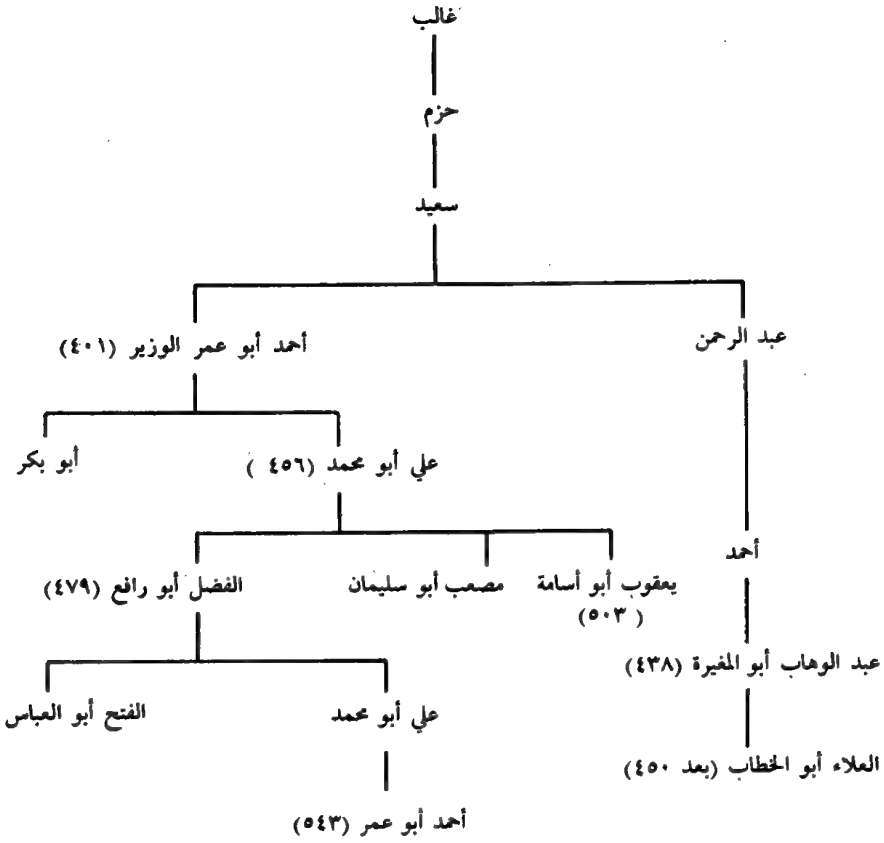 غالب
حزم
سعيد
عبد الرحمن
أحمد أبو عمر الوزير (٤٠١)
علي أبو محمد (٤٥٦ )
أبو بكر
أحمد
يعقوب أبو أسامة
(٥٠٣ )
مصعب أبو سليمان
الفضل أبو رافع (٤٧٩)
عبد الوهاب أبو المغيرة (٤٣٨)
علي أبو محمد
الفتح أبو العباس
العلاء أبو الخطاب (بعد ٤٥٠)
أحمد أبو عمر (٥٤٣)